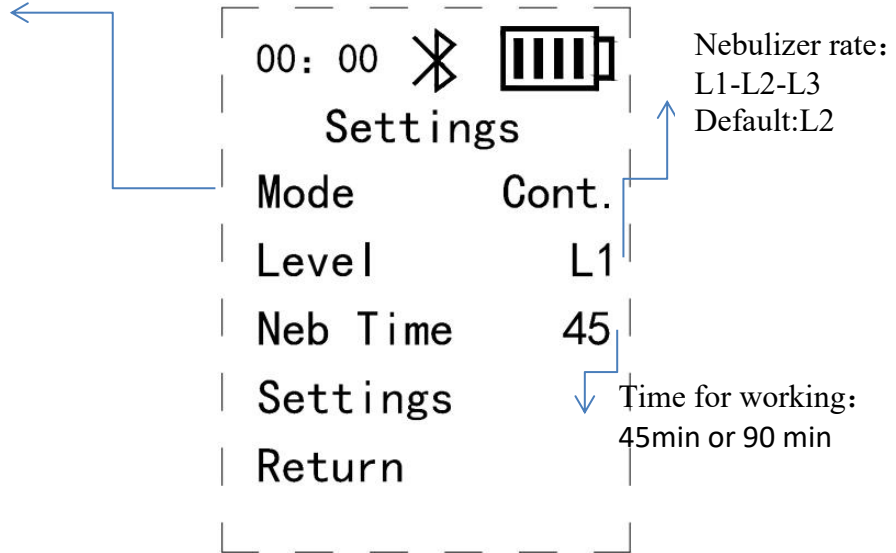 00：00
Settings
Mode Cont.
Level L1
Neb Time 45
Settings
Return
Nebulizer rate：
L1-L2-L3
Default:L2
Time for working：
45min or 90 min